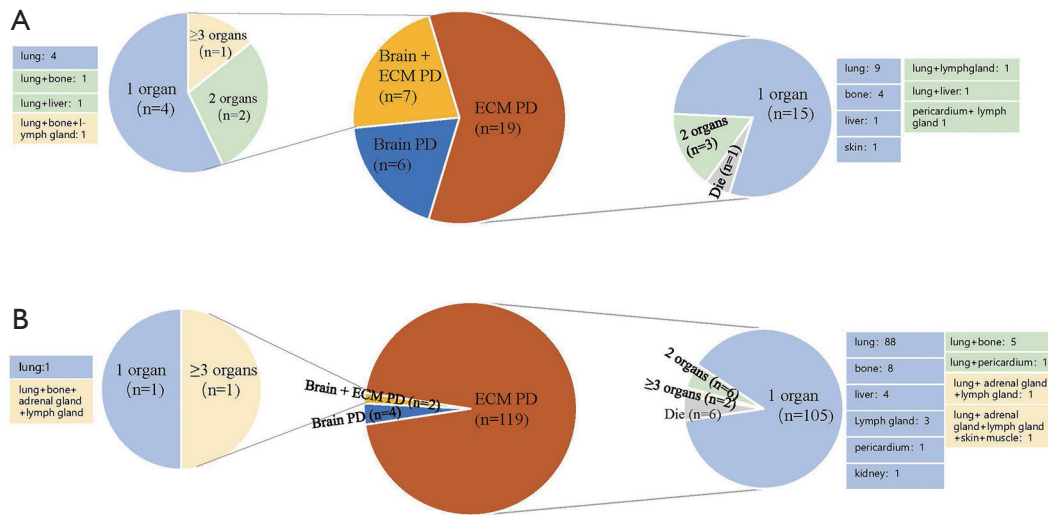 A
lung: 4
lung+bone: 1
lung+liver: 1
lung+bone+l-
ymph gland: 1
≥3 organs
(n=1)
1 organ
(n=4)
2 organs
(n=2)
Brain +
ECM PD
(n=7)
Brain PD
(n=6)
ECM PD
(n=19)
1 organ
(n=15)
2 organs
(n=3)
Die (n=1)
lung: 9
bone: 4
liver: 1
skin: 1
lung+lymphgland: 1
lung+liver: 1
pericardium+ lymph
gland 1
B
lung:1
lung+bone+
adrenal gland
+lymph gland
1 organ
(n=1)
≥3 organs
(n=1)
Brain + ECM PD (n=2)
Brain PD (n=4)
ECM PD
(n=119)
2 organs (n=6)
≥3 organs (n=2)
Die (n=6)
1 organ
(n=105)
lung: 88
bone: 8
liver: 4
Lymph gland: 3
pericardium: 1
kidney: 1
lung+bone: 5
lung+pericardium: 1
lung+ adrenal gland
+lymph gland: 1
lung+ adrenal
gland+lymph gland
+skin+muscle: 1